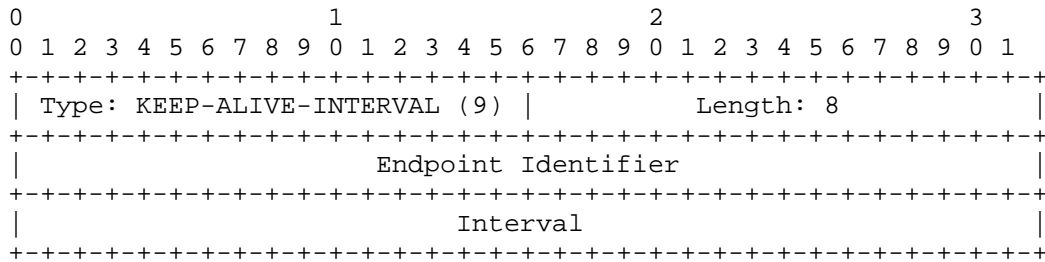 0                   1                   2                   3
0 1 2 3 4 5 6 7 8 9 0 1 2 3 4 5 6 7 8 9 0 1 2 3 4 5 6 7 8 9 0 1
+-+-+-+-+-+-+-+-+-+-+-+-+-+-+-+-+-+-+-+-+-+-+-+-+-+-+-+-+-+-+-+-+
| Type: KEEP-ALIVE-INTERVAL (9) |          Length: 8            |
+-+-+-+-+-+-+-+-+-+-+-+-+-+-+-+-+-+-+-+-+-+-+-+-+-+-+-+-+-+-+-+-+
|                      Endpoint Identifier                      |
+-+-+-+-+-+-+-+-+-+-+-+-+-+-+-+-+-+-+-+-+-+-+-+-+-+-+-+-+-+-+-+-+
|                           Interval                            |
+-+-+-+-+-+-+-+-+-+-+-+-+-+-+-+-+-+-+-+-+-+-+-+-+-+-+-+-+-+-+-+-+